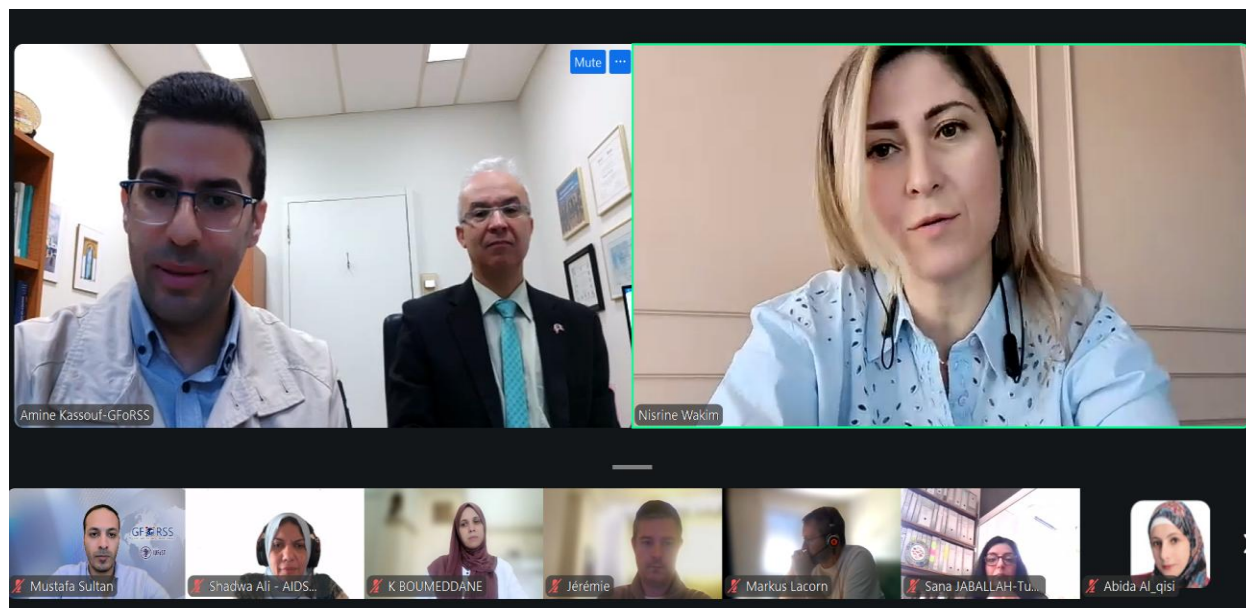 Mute
Amine Kassouf-GFoRSS
Nisrine Wakim
GFoRSS
Mustafa Sultan
Shadwa Ali - AIDS...
K BOUMEDDANE
Jérémie
Markus Lacorn
Sana JABALLAH-Tu...
Abida Al_qisi